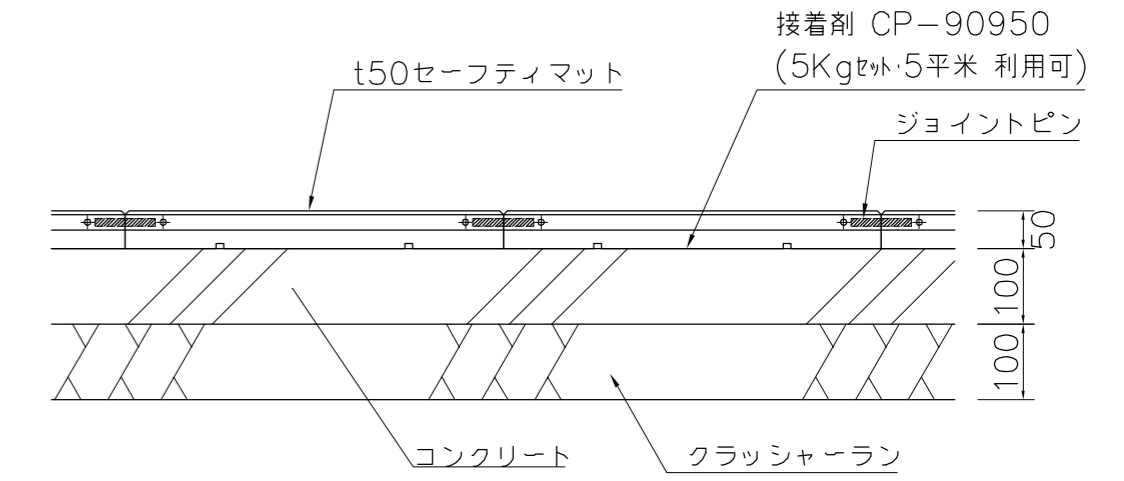 接着剤 CP-90950
(5Kgセット・5平米 利用可)
t50セーフティマット
ジョイントピン
50
100
100
コンクリート
クラッシャーラン